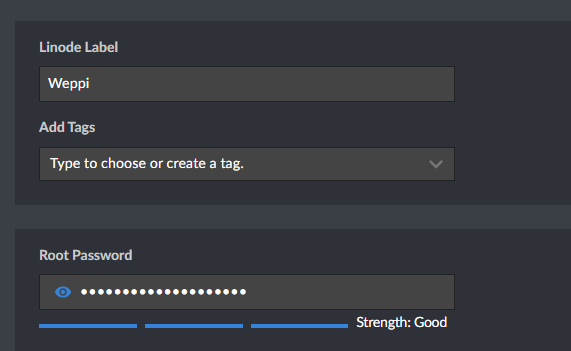 Linode Label
Weppi
Add Tags
Type to choose or create a tag.
Root Password
••••••••••••••••••••
Strength: Good